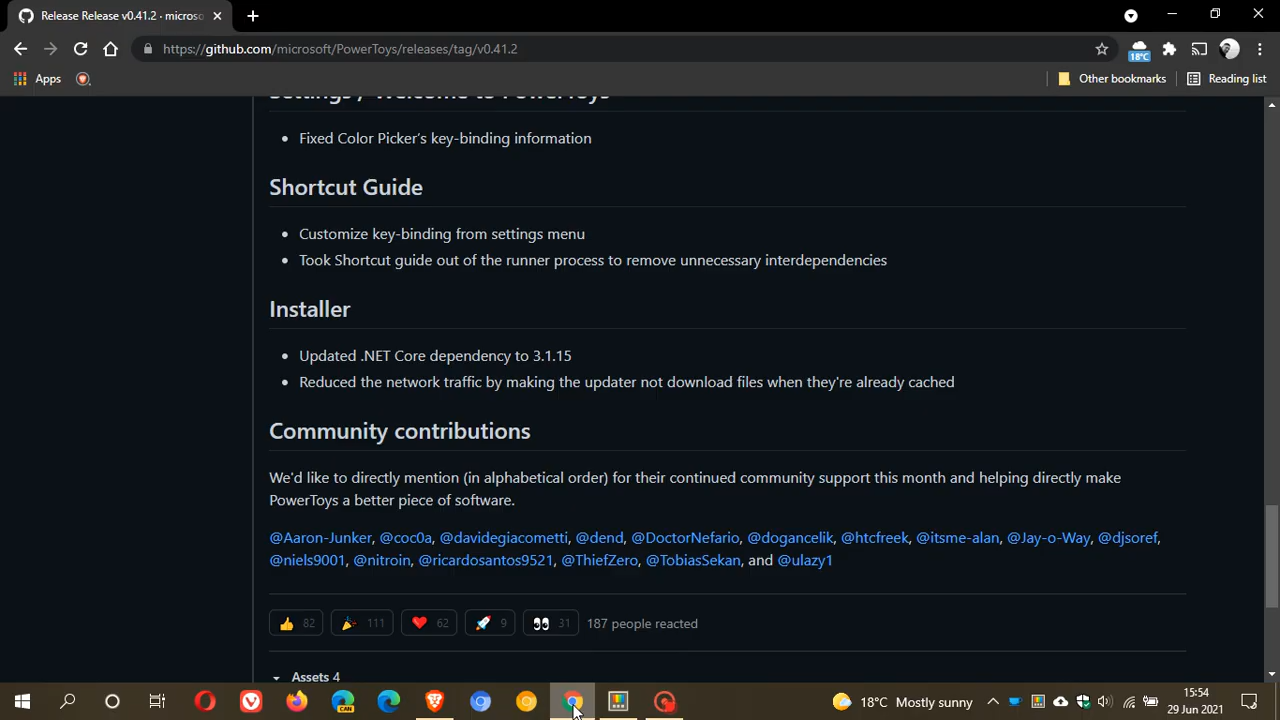 Release Release v0.41.2 · micros
https://github.com/microsoft/PowerToys/releases/tag/v0.41.2
18°C
Apps
Other bookmarks
Reading list
Settings / Welcome to PowerToys
Fixed Color Picker's key-binding information
Shortcut Guide
Customize key-binding from settings menu
Took Shortcut guide out of the runner process to remove unnecessary interdependencies
Installer
Updated .NET Core dependency to 3.1.15
Reduced the network traffic by making the updater not download files when they're already cached
Community contributions
We'd like to directly mention (in alphabetical order) for their continued community support this month and helping directly make
PowerToys a better piece of software.
@Aaron-Junker, @coc0a, @davidegiacometti, @dend, @DoctorNefario, @dogancelik, @htcfreek, @itsme-alan, @Jay-o-Way, @djsoref,
@niels9001, @nitroin, @ricardosantos9521, @ThiefZero, @TobiasSekan, and @ulazy1
82 111 62 9 31 187 people reacted
Assets 4
CAN
18°C Mostly sunny
15:54
29 Jun 2021